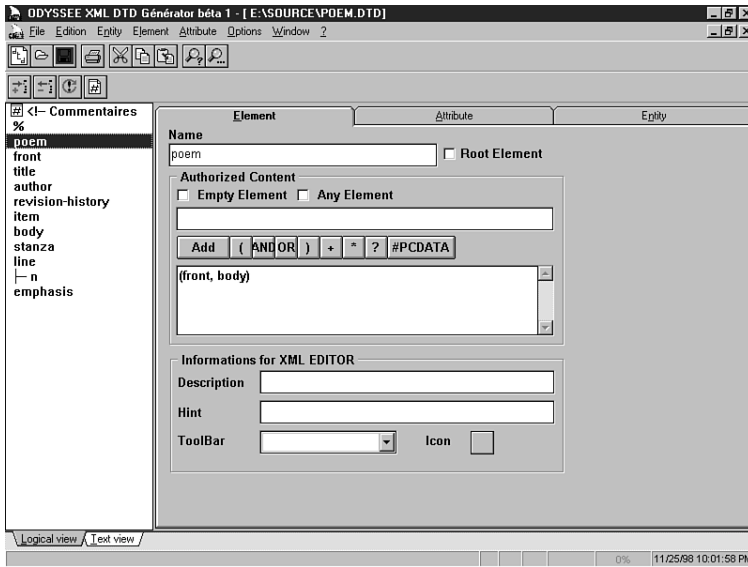 ODYSSEE XML DTD Générator béta 1 - [ E:\SOURCE\POEM.DTD]
File Edition Entity Element Attribute Options Window ?
<!-- Commentaires
%
poem
front
title
author
revision-history
item
body
stanza
line
n
emphasis
Element Attribute Entity
Name
poem
Root Element
Authorized Content
Empty Element Any Element
Add ( AND OR ) + * ? #PCDATA
(front, body)
Informations for XML EDITOR
Description
Hint
ToolBar Icon
Logical view Text view
0% 11/25/98 10:01:58 PM